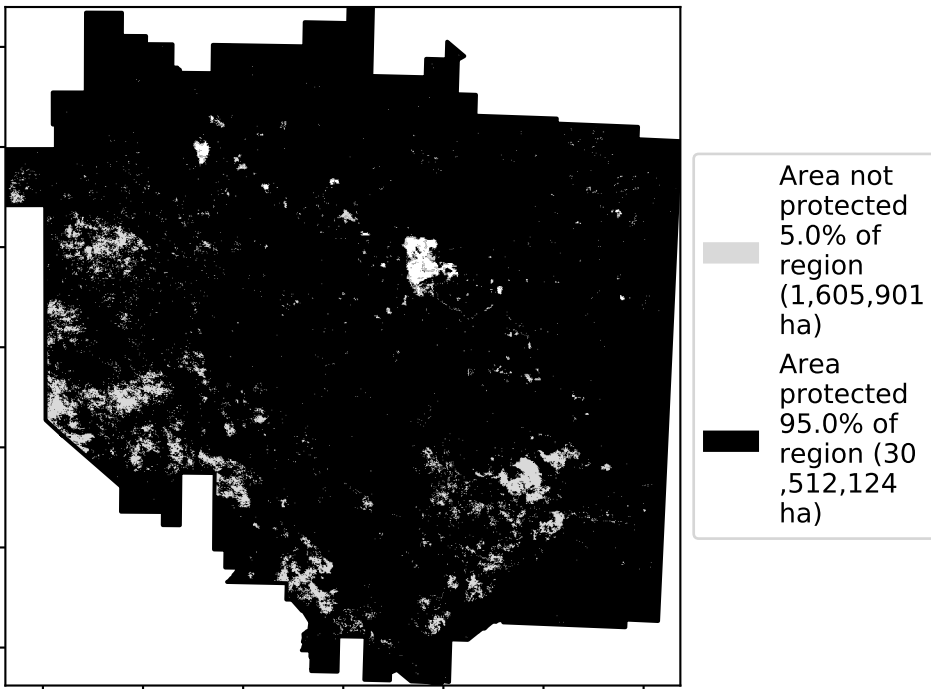 Area not
protected
5.0% of
region
(1,605,901
ha)
Area
protected
95.0% of
region (30
,512,124
ha)